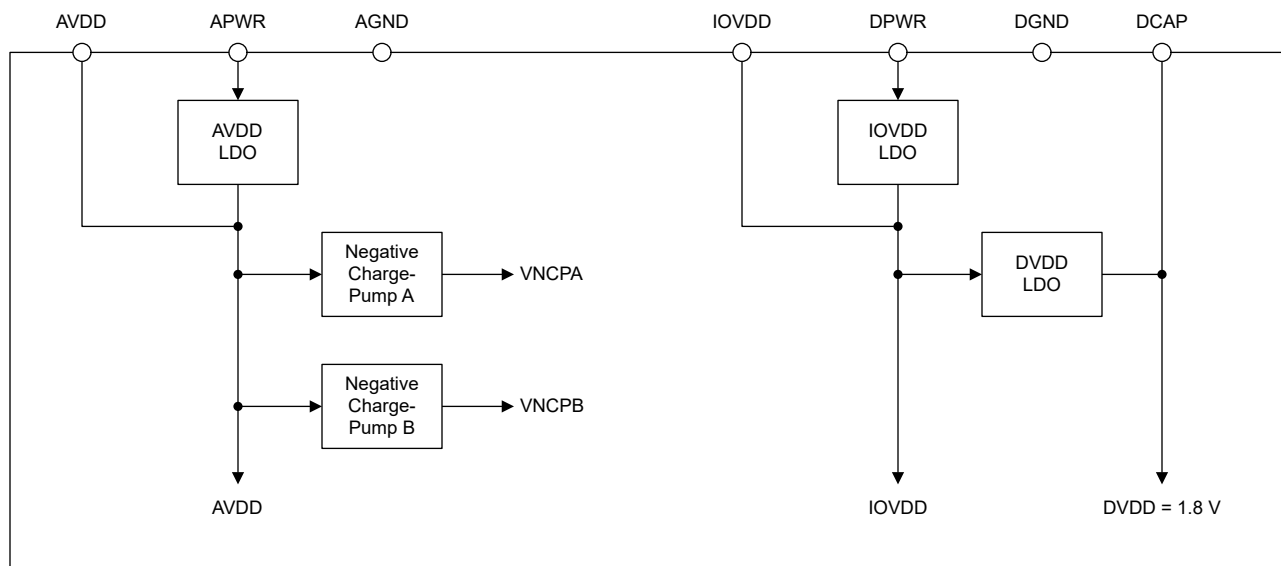 AVDD APWR AGND IOVDD DPWR DGND DCAP
AVDD
LDO
IOVDD
LDO
Negative
Charge-
Pump A
VNCPA
DVDD
LDO
Negative
Charge-
Pump B
VNCPB
AVDD
IOVDD
DVDD = 1.8 V